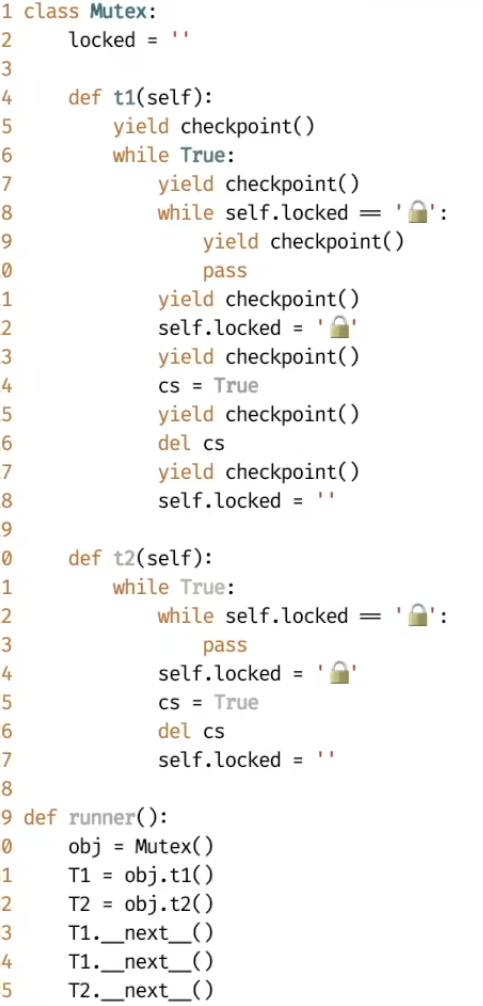 1 class Mutex:
2     locked = ''
3
4     def t1(self):
5         yield checkpoint()
6         while True:
7             yield checkpoint()
8             while self.locked == '🔒':
9                 yield checkpoint()
0                 pass
1             yield checkpoint()
2             self.locked = '🔒'
3             yield checkpoint()
4             cs = True
5             yield checkpoint()
6             del cs
7             yield checkpoint()
8             self.locked = ''
9
0     def t2(self):
1         while True:
2             while self.locked == '🔒':
3                 pass
4             self.locked = '🔒'
5             cs = True
6             del cs
7             self.locked = ''
8
9 def runner():
0     obj = Mutex()
1     T1 = obj.t1()
2     T2 = obj.t2()
3     T1.__next__()
4     T1.__next__()
5     T2.__next__()